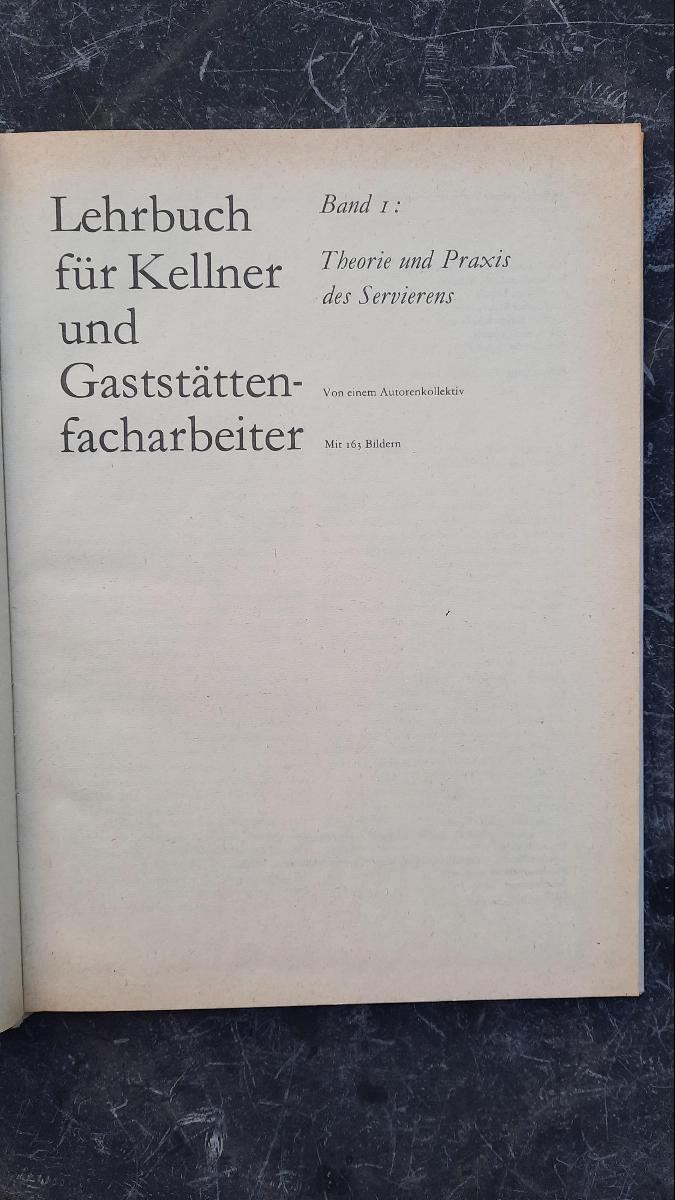 Lehrbuch
für Kellner
und
Gaststätten-
facharbeiter
Band 1:
Theorie und Praxis
des Servierens
Von einem Autorenkollektiv
Mit 163 Bildern